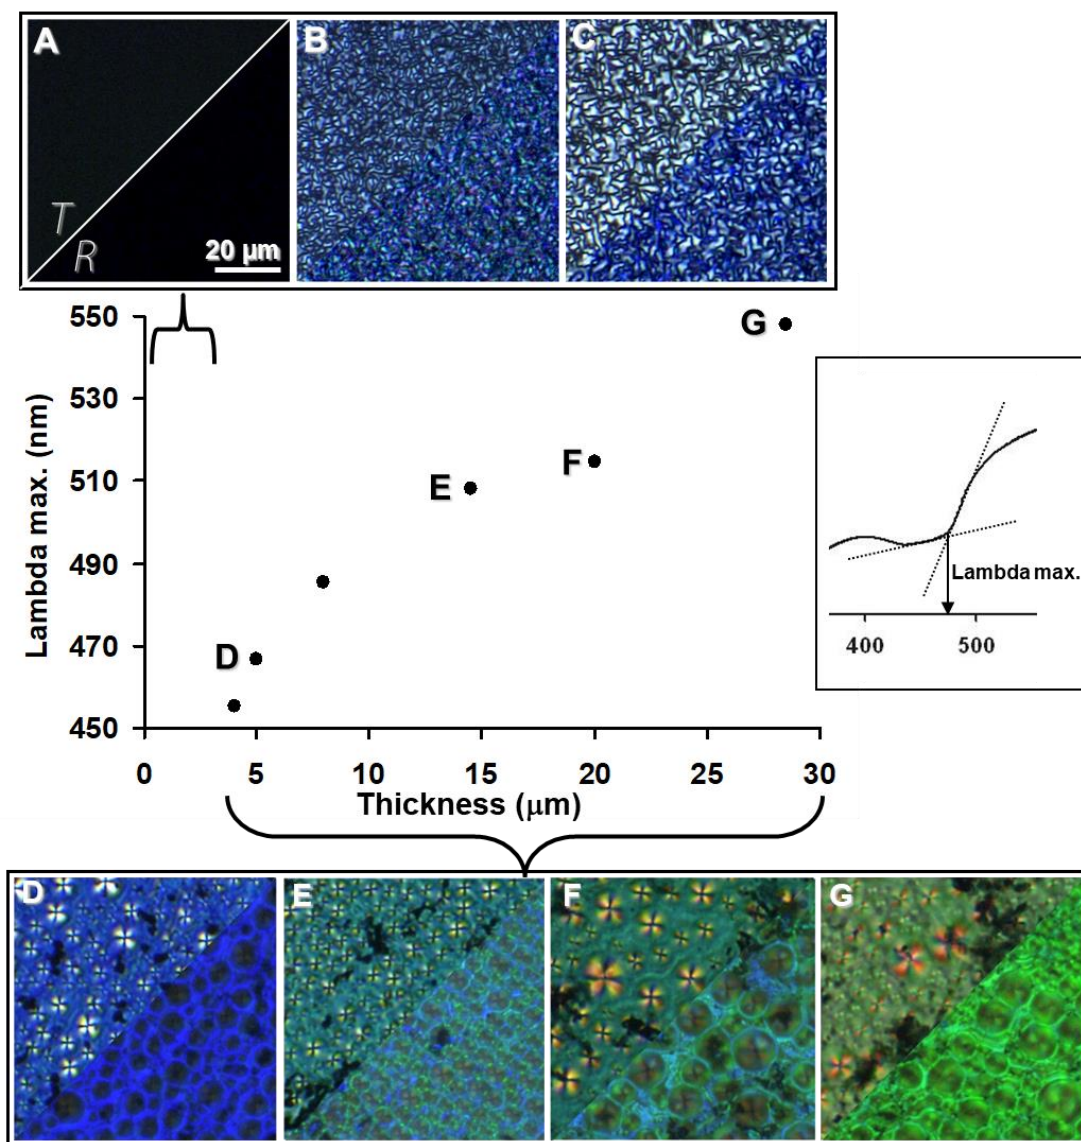 A
B
C
T
R
20 µm
550
530
510
490
470
450
Lambda max. (nm)
G
F
E
D
0 5 10 15 20 25 30
Thickness (µm)
Lambda max.
400 500
D
E
F
G